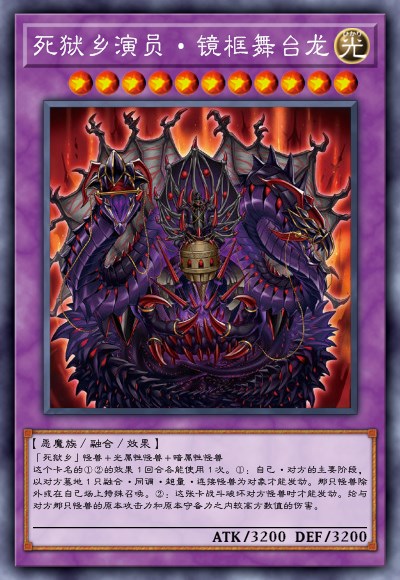 死狱乡演员・镜框舞台龙
光
ひかり
【恶魔族／融合／效果】
「死狱乡」怪兽＋光属性怪兽＋暗属性怪兽
这个卡名的①②的效果1回合各能使用1次。①：自己・对方的主要阶段，
以对方墓地1只融合・同调・超量・连接怪兽为对象才能发动。那只怪兽除
外或在自己场上特殊召唤。②：这张卡战斗破坏对方怪兽时才能发动。给与
对方那只怪兽的原本攻击力和原本守备力之内较高方数值的伤害。
ATK/3200 DEF/3200